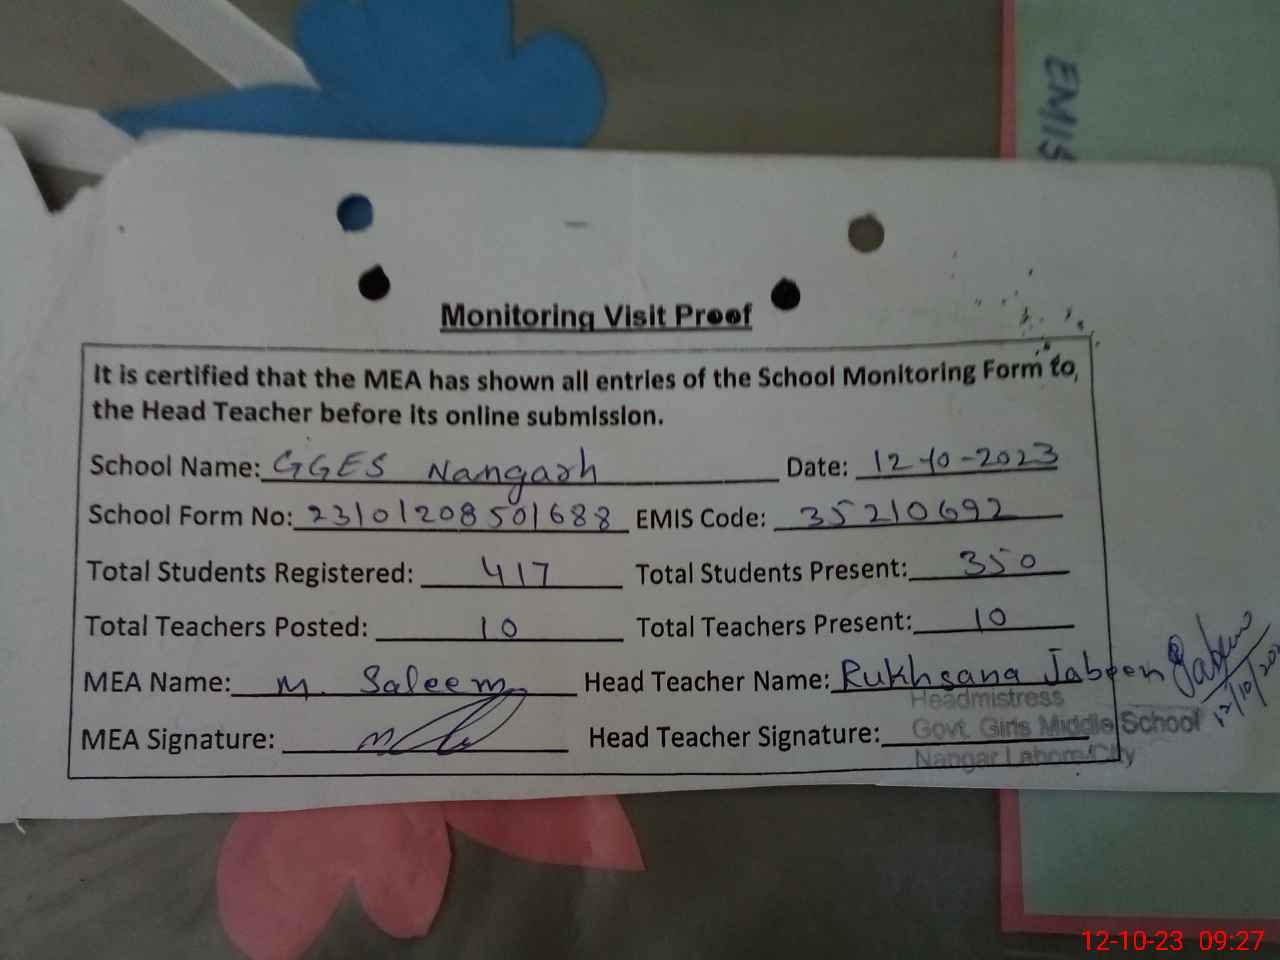 EMIS
Monitoring Visit Proof
It is certified that the MEA has shown all entries of the School Monitoring Form to
the Head Teacher before its online submission.
School Name: GGES Nangarh Date: 12-10-2023
School Form No: 23101208501688 EMIS Code: 35210692
Total Students Registered: 417 Total Students Present: 350
Total Teachers Posted: 10 Total Teachers Present: 10
MEA Name: M. Saleem Head Teacher Name: Rukhsana Jabeen
MEA Signature: Head Teacher Signature:
Headmistress
Govt. Girls Middle School
Nangar Lahore City
12-10-23 09:27